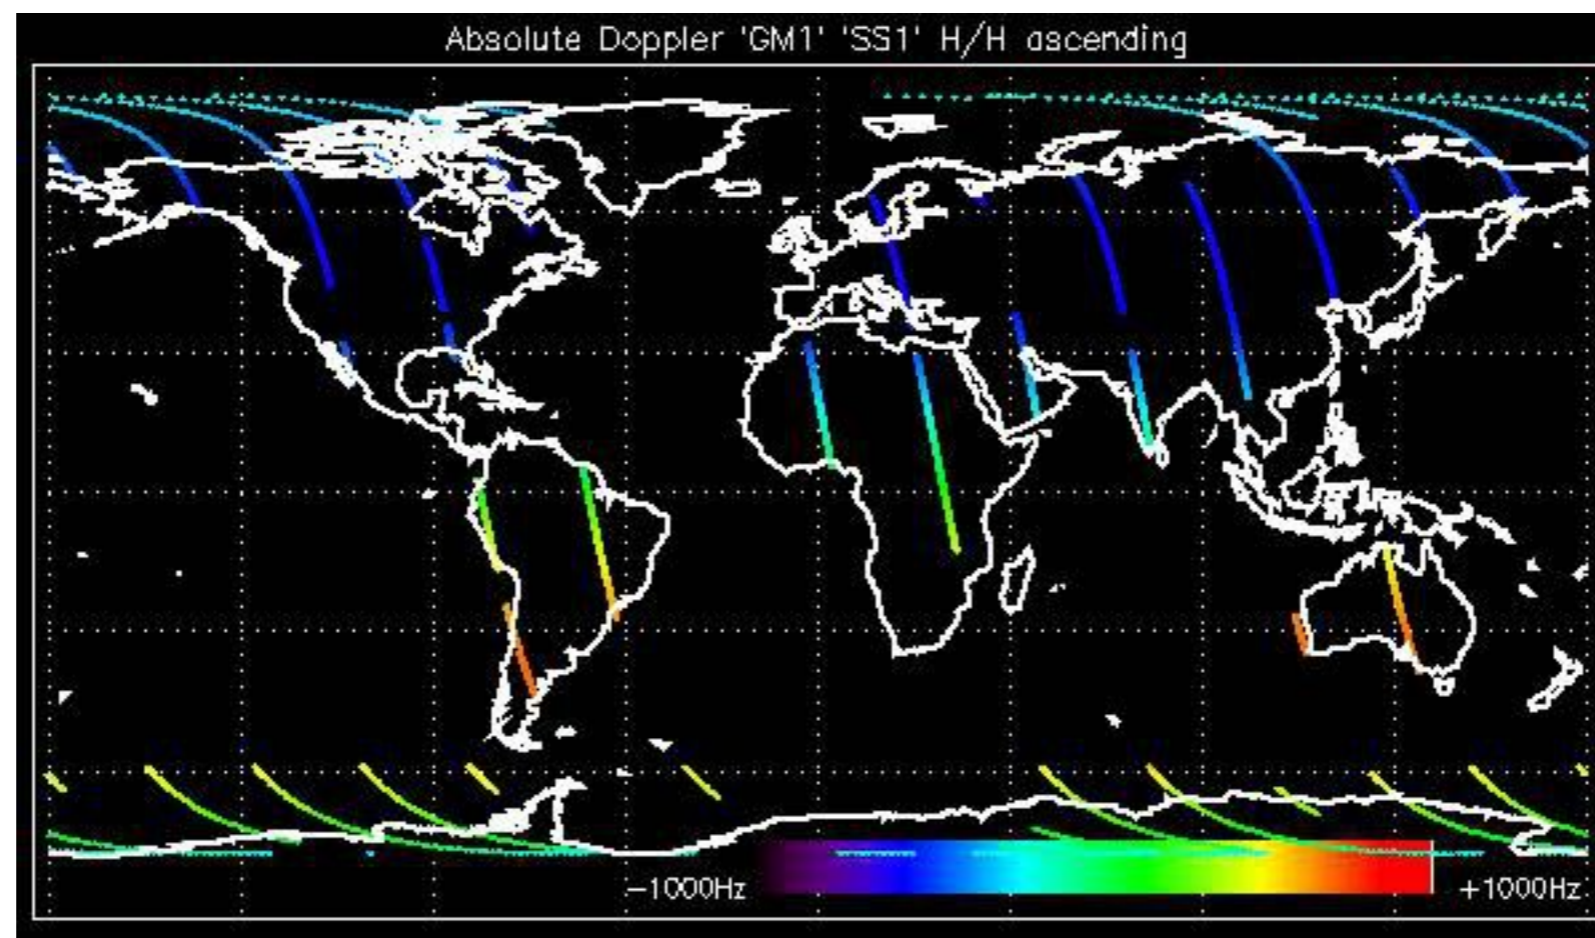 Absolute Doppler 'GM1' 'SS1' H/H ascending
-1000Hz
+1000Hz